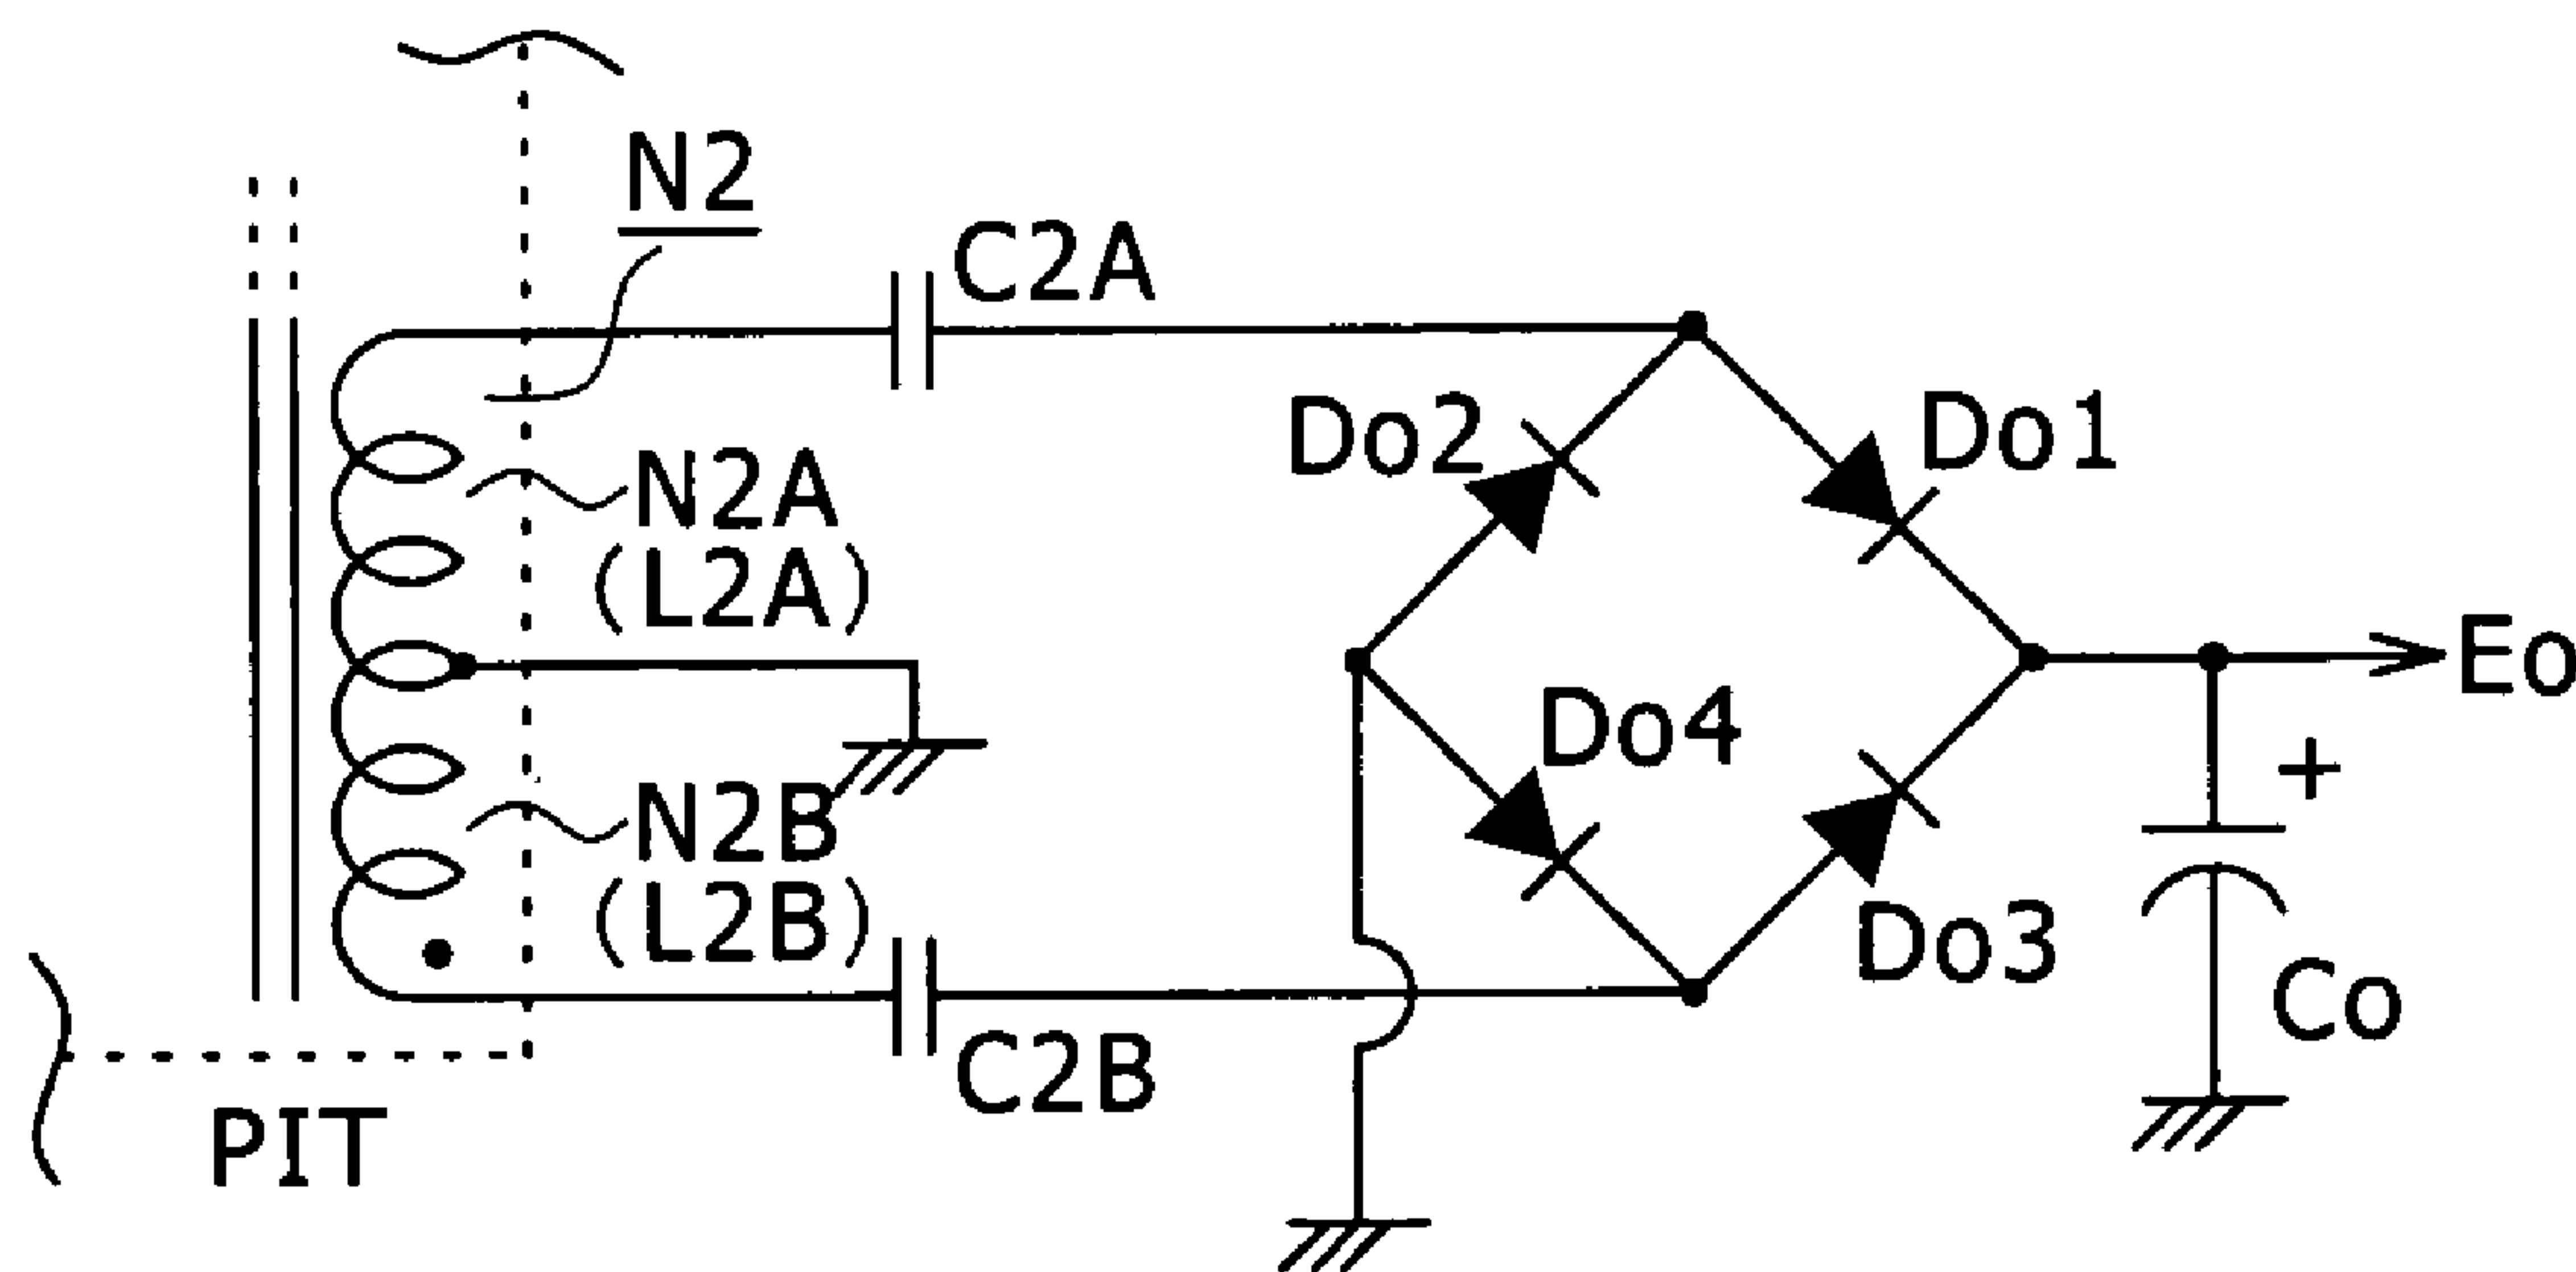 N2
C2A
Do2
Do1
N2A
(L2A)
Eo
Do4
+
N2B
(L2B)
Do3
Co
C2B
PIT